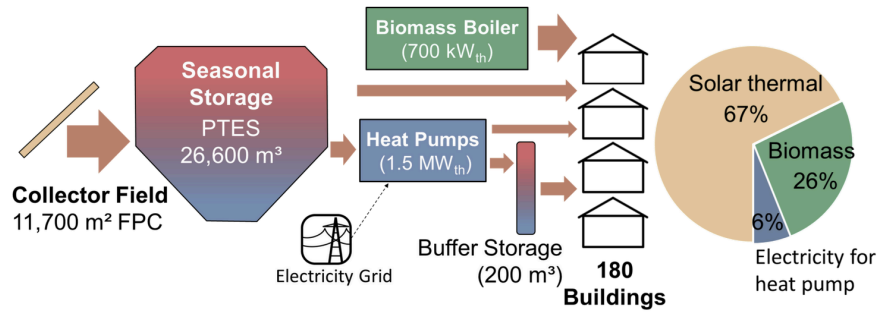 Biomass Boiler
(700 kWth)
Seasonal
Storage
PTES
26,600 m³
Heat Pumps
(1.5 MWth)
Collector Field
11,700 m² FPC
Electricity Grid
Buffer Storage
(200 m³)
180
Buildings
Solar thermal
67%
Biomass
26%
6%
Electricity for
heat pump